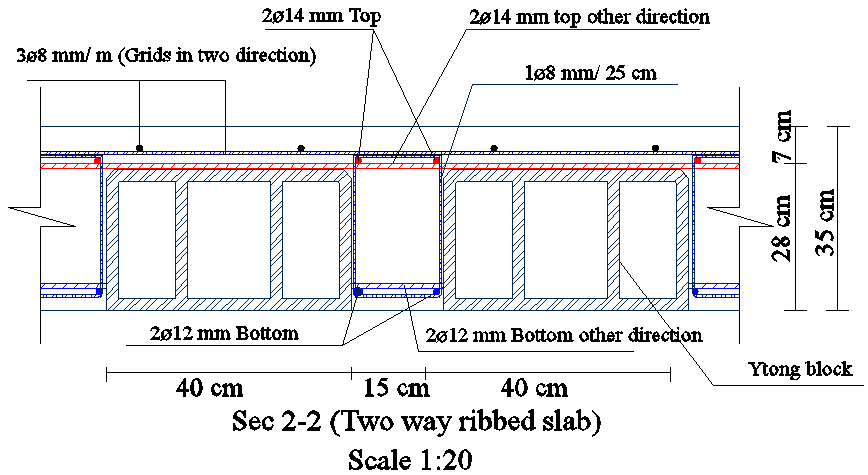 2ø14 mm Top
2ø14 mm top other direction
3ø8 mm/ m (Grids in two direction)
1ø8 mm/ 25 cm
7 cm
28 cm
35 cm
2ø12 mm Bottom
2ø12 mm Bottom other direction
Ytong block
40 cm
15 cm
40 cm
Sec 2-2 (Two way ribbed slab)
Scale 1:20